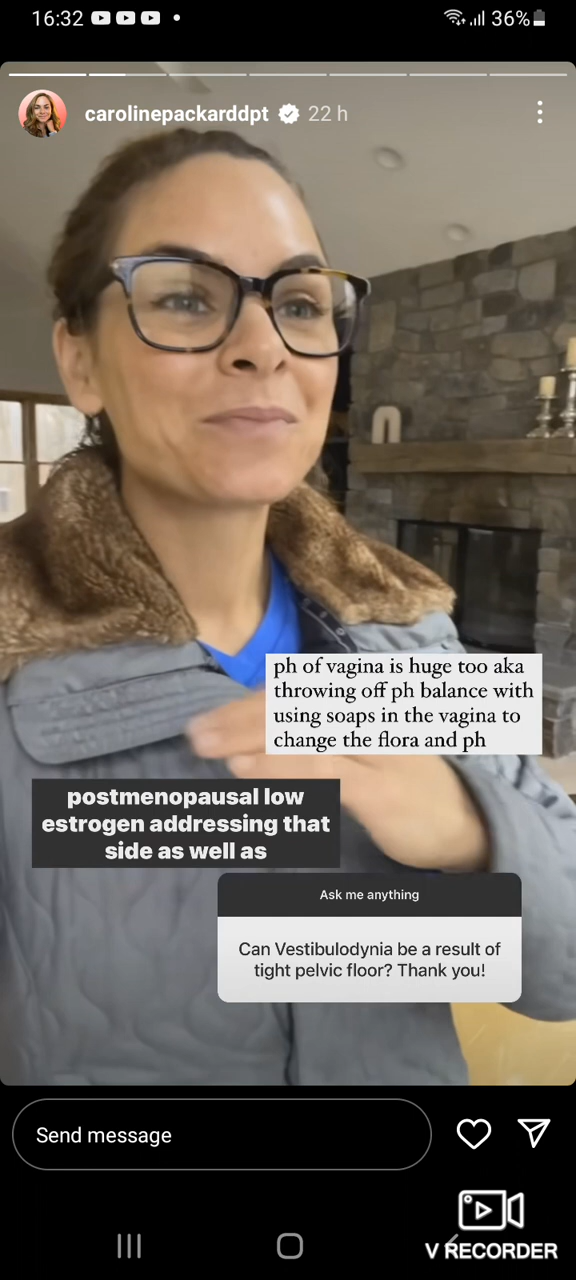 16:32
36%
carolinepackarddpt 22 h
ph of vagina is huge too aka
throwing off ph balance with
using soaps in the vagina to
change the flora and ph
postmenopausal low
estrogen addressing that
side as well as
Ask me anything
Can Vestibulodynia be a result of
tight pelvic floor? Thank you!
Send message
V RECORDER